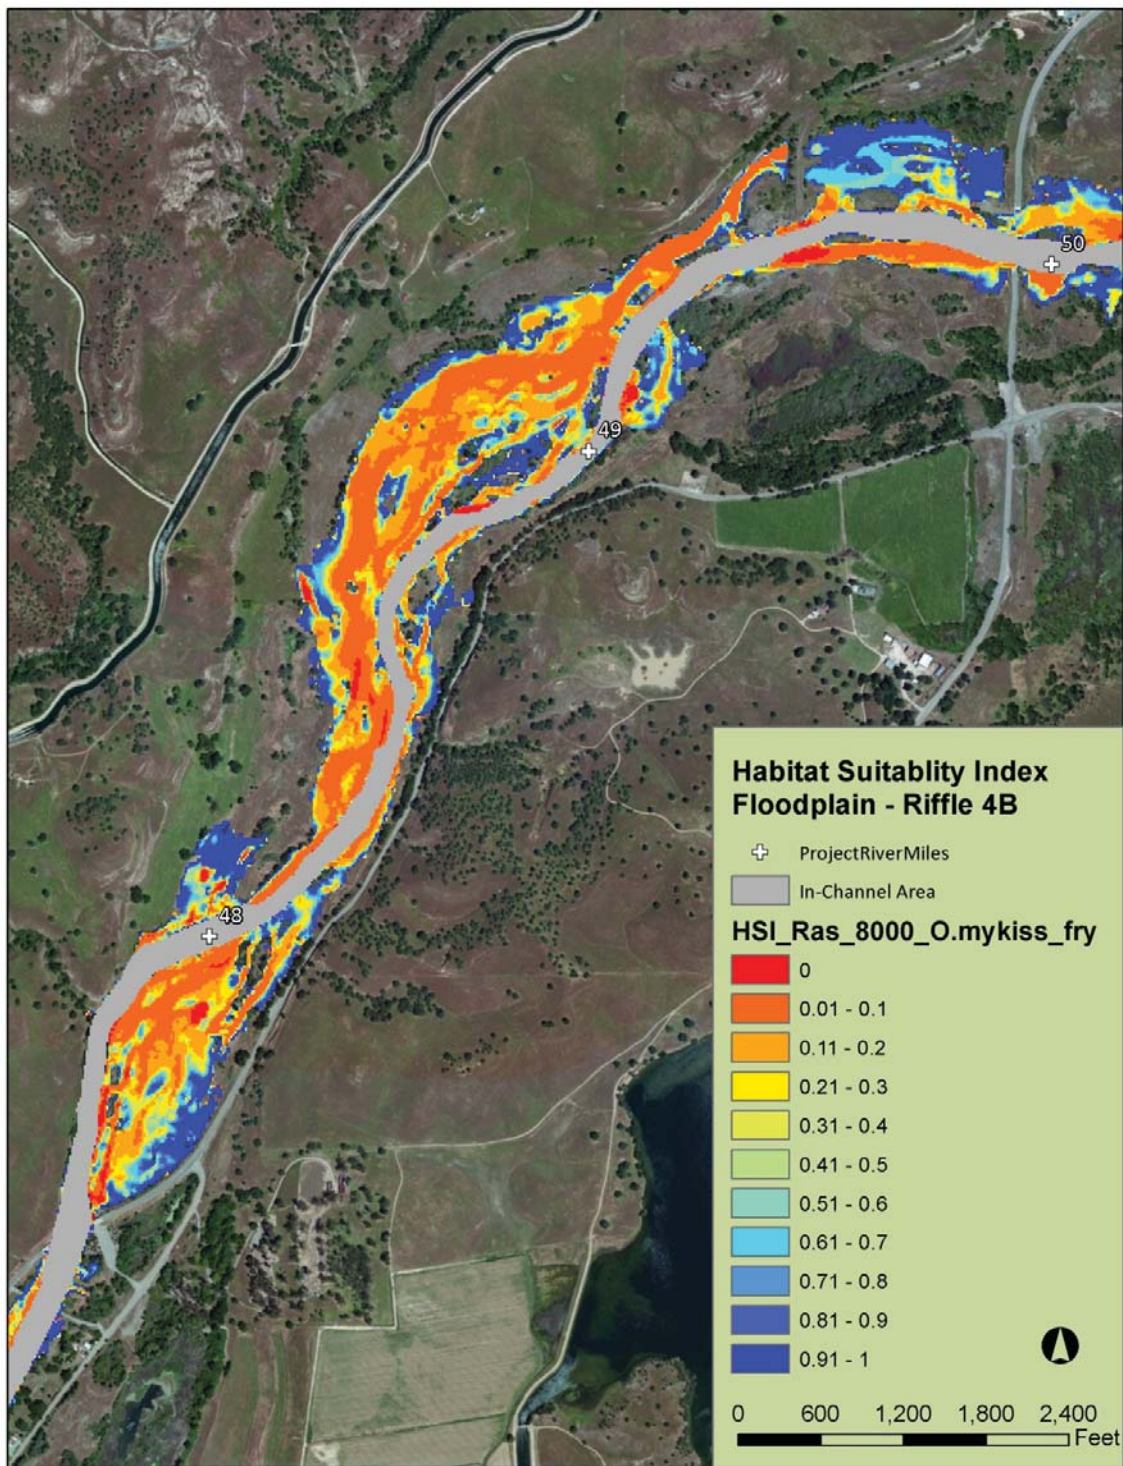 50
49
48
Habitat Suitablity Index
Floodplain - Riffle 4B
ProjectRiverMiles
In-Channel Area
HSI_Ras_8000_O.mykiss_fry
0
0.01 - 0.1
0.11 - 0.2
0.21 - 0.3
0.31 - 0.4
0.41 - 0.5
0.51 - 0.6
0.61 - 0.7
0.71 - 0.8
0.81 - 0.9
0.91 - 1
0 600 1,200 1,800 2,400
Feet